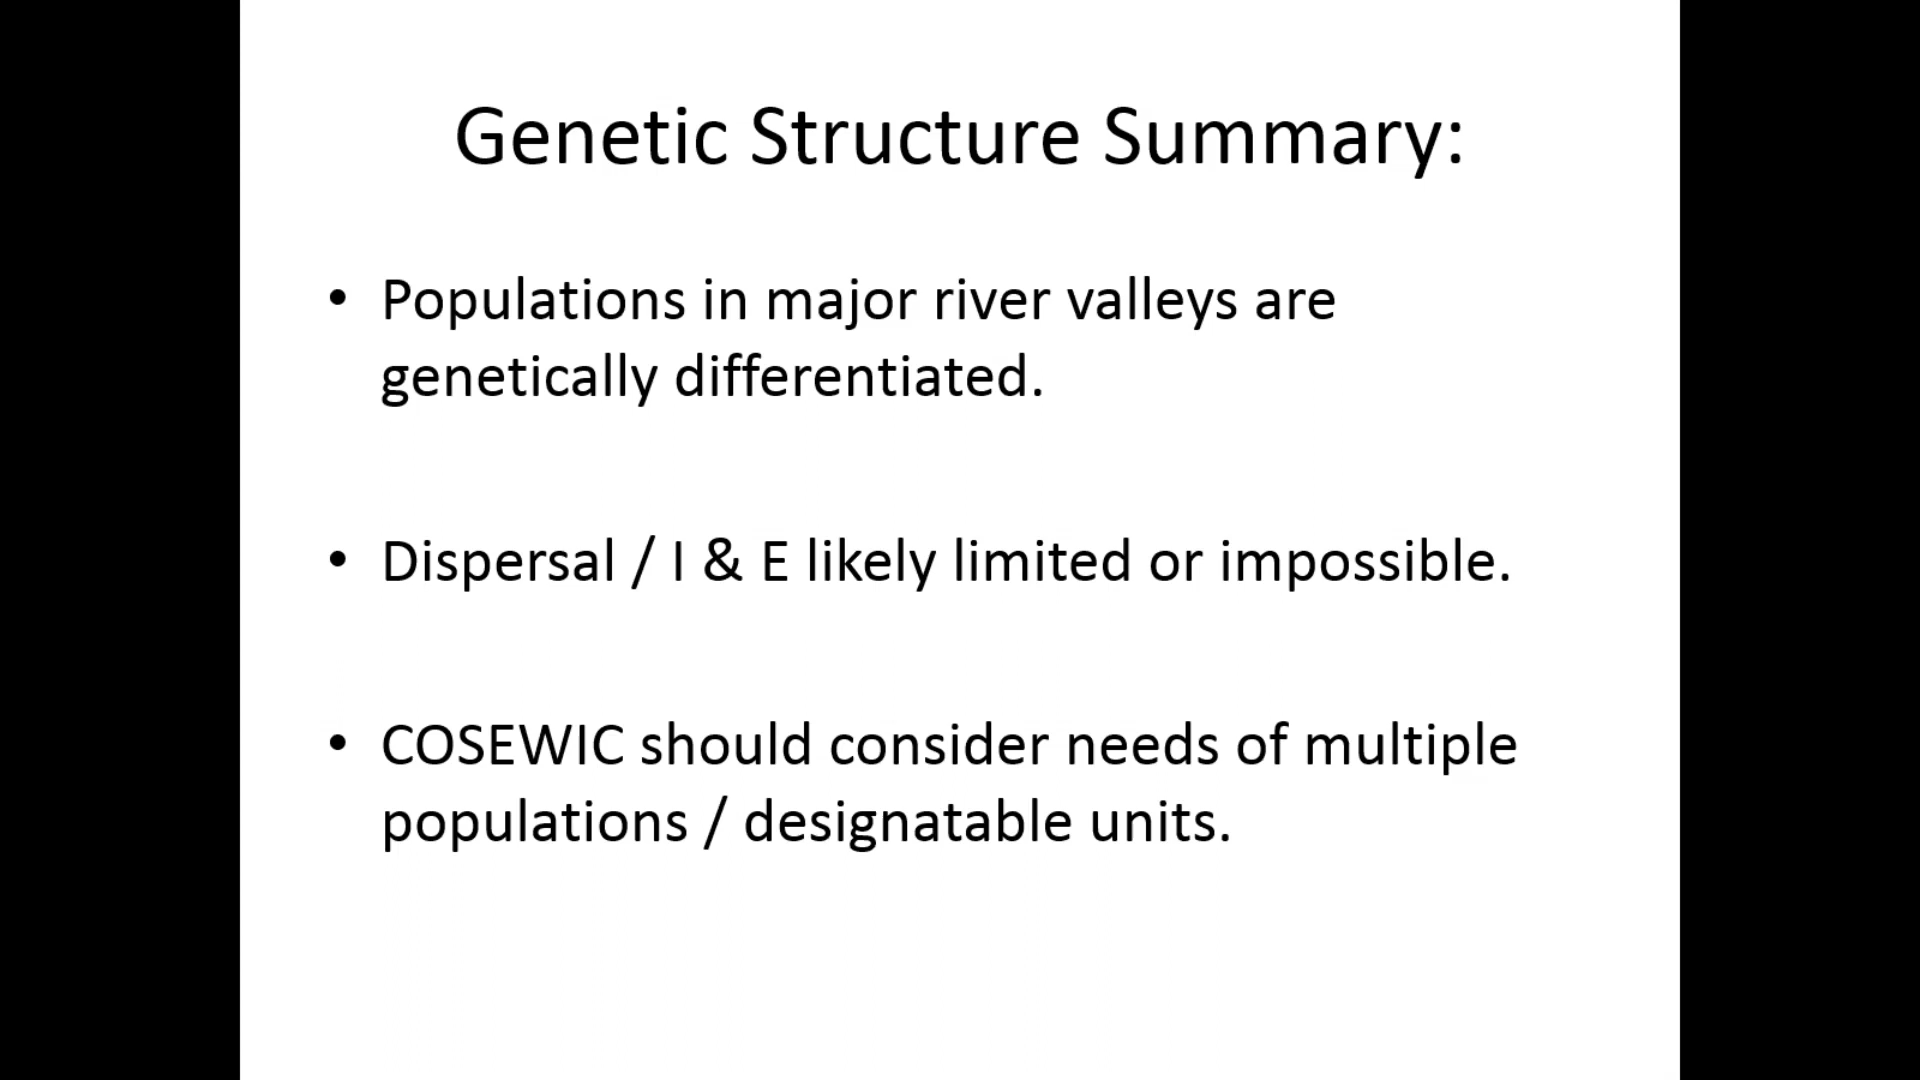 Genetic Structure Summary:
• Populations in major river valleys are
genetically differentiated.
• Dispersal / I & E likely limited or impossible.
• COSEWIC should consider needs of multiple
populations / designatable units.